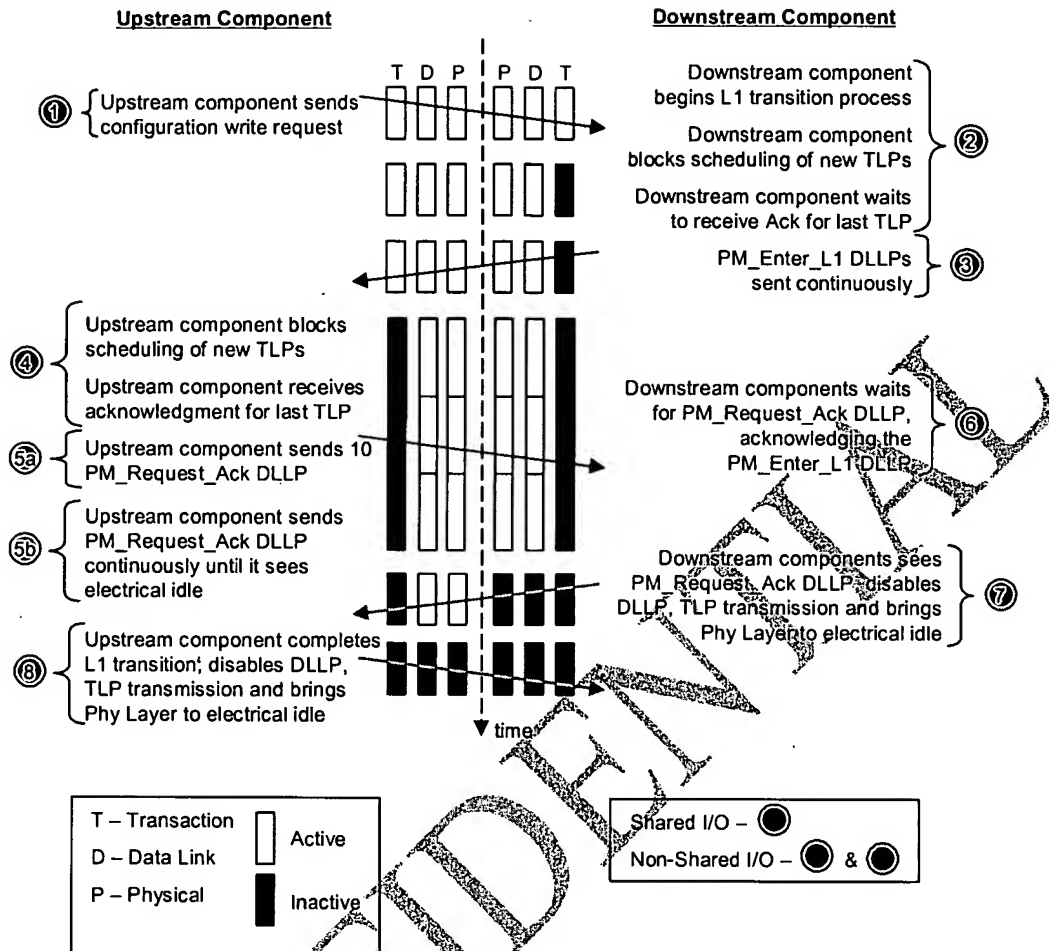 Upstream Component
Downstream Component
T D P P D T
1
Upstream component sends
configuration write request
Downstream component
begins L1 transition process
Downstream component
blocks scheduling of new TLPs
Downstream component waits
to receive Ack for last TLP
2
PM_Enter_L1 DLLPs
sent continuously
3
4
Upstream component blocks
scheduling of new TLPs
Upstream component receives
acknowledgment for last TLP
5a
Upstream component sends 10
PM_Request_Ack DLLP
Downstream components waits
for PM_Request_Ack DLLP,
acknowledging the
PM_Enter_L1 DLLP
6
5b
Upstream component sends
PM_Request_Ack DLLP
continuously until it sees
electrical idle
Downstream components sees
PM_Request_Ack DLLP, disables
DLLP, TLP transmission and brings
Phy Layer to electrical idle
7
8
Upstream component completes
L1 transition, disables DLLP,
TLP transmission and brings
Phy Layer to electrical idle
time
T – Transaction
D – Data Link
P – Physical
Active
Inactive
Shared I/O –
Non-Shared I/O – &
IDENTIAL